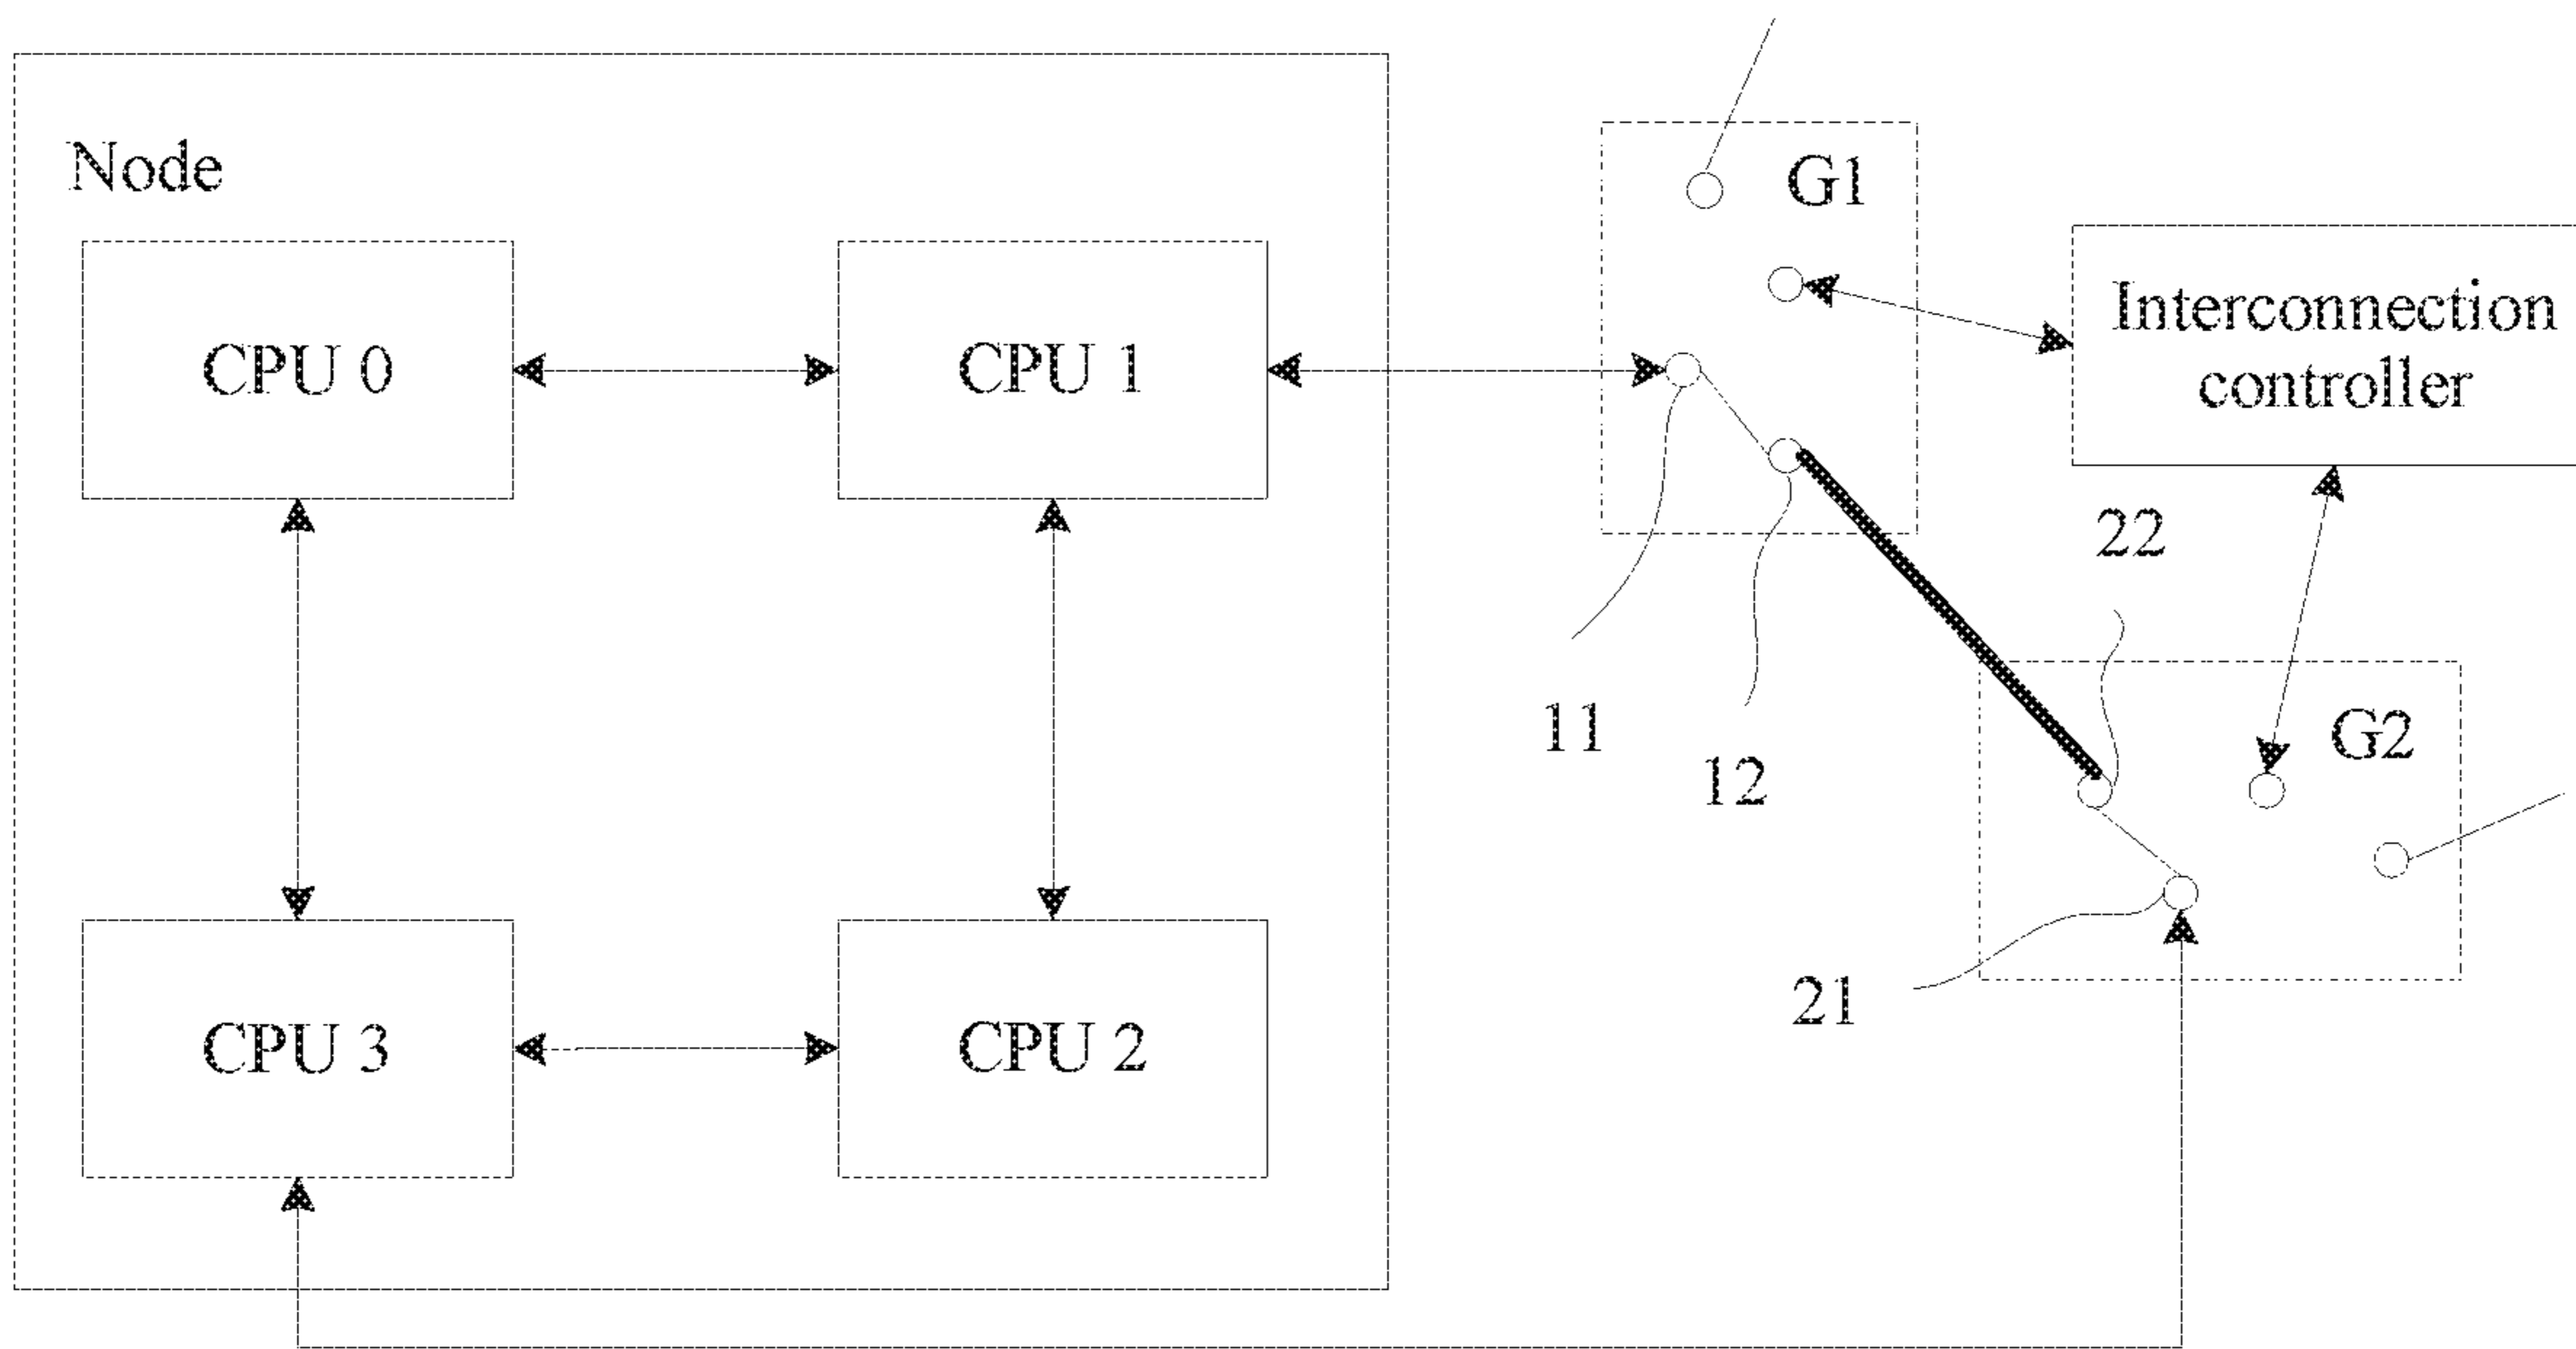 Node
G1
CPU 0
CPU 1
Interconnection
controller
22
11
12
G2
21
CPU 3
CPU 2